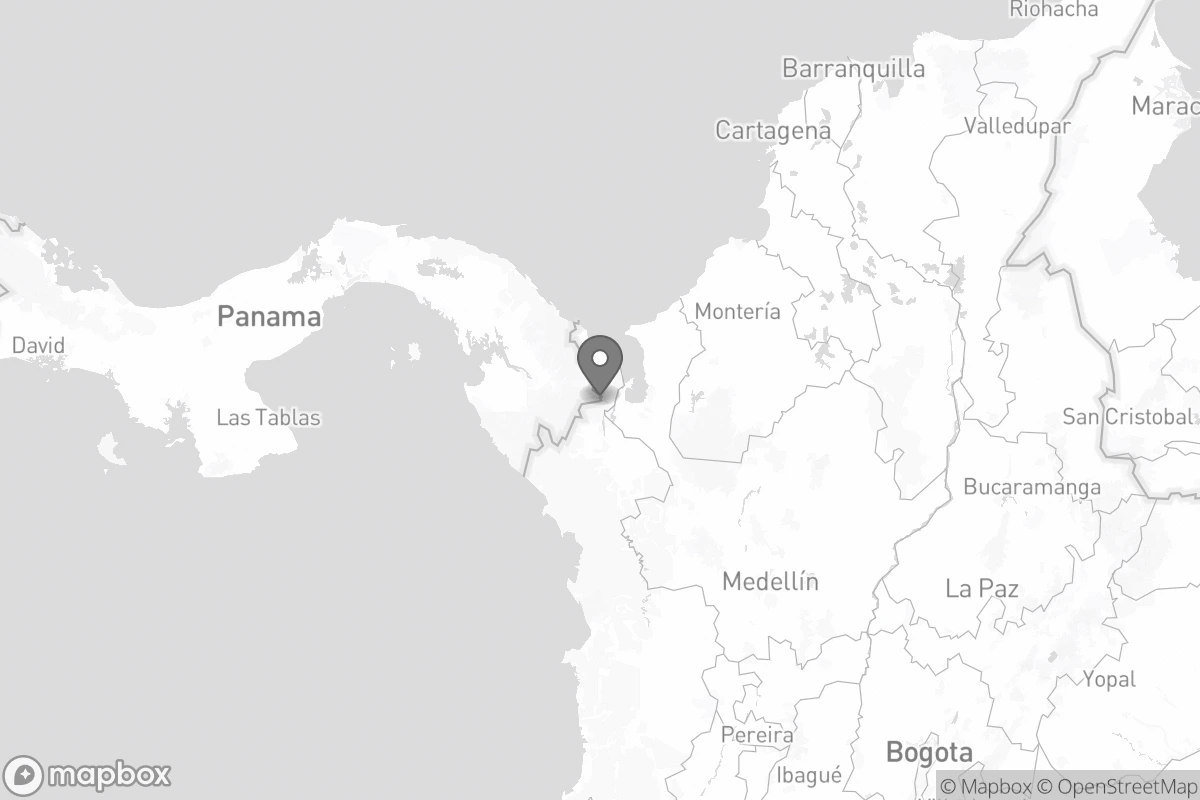 Riohacha
Barranquilla
Marac
Cartagena
Valledupar
Panama
Montería
David
Las Tablas
San Cristobal
Bucaramanga
Medellín
La Paz
Yopal
Pereira
Bogota
Ibagué
mapbox
© Mapbox © OpenStreetMap